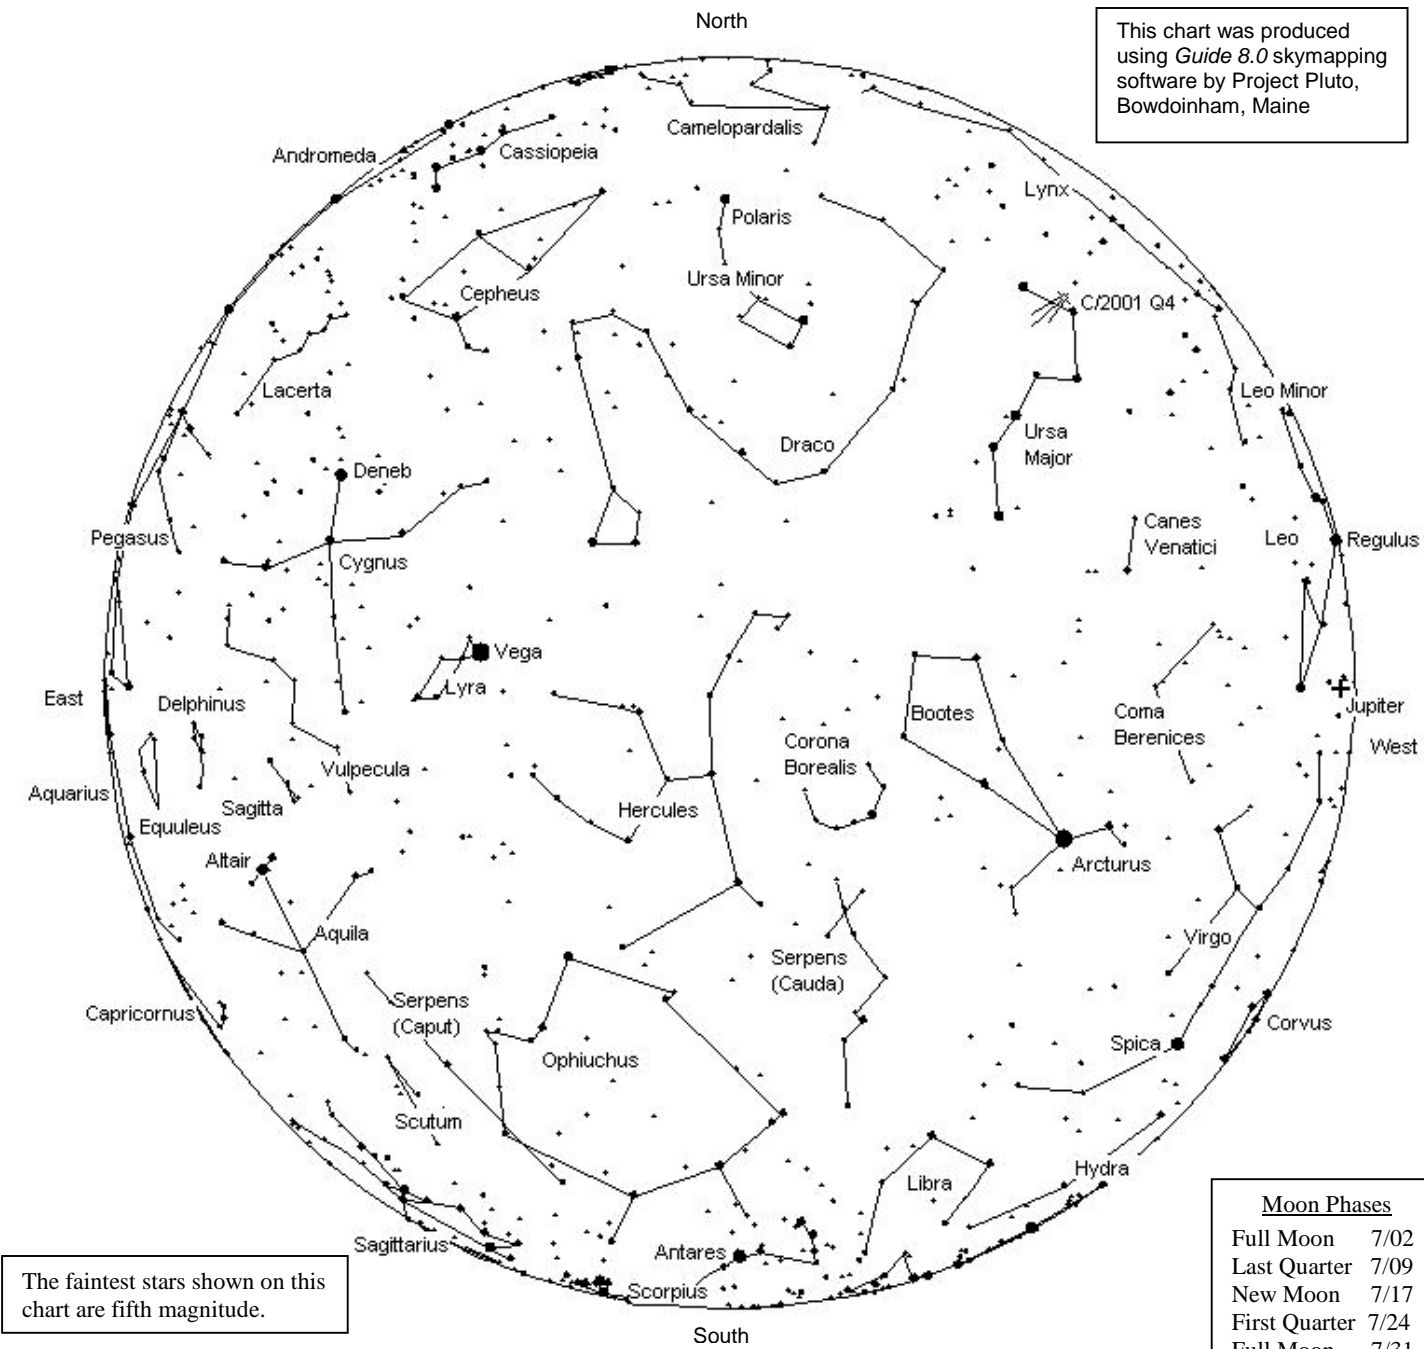 North
This chart was produced
using Guide 8.0 skymapping
software by Project Pluto,
Bowdoinham, Maine
Camelopardalis
Andromeda
Cassiopeia
Lynx
Polaris
Ursa Minor
Cepheus
C/2001 Q4
Lacerta
Leo Minor
Draco
Ursa
Major
Deneb
Canes
Venatici
Pegasus
Leo
Regulus
Cygnus
Vega
Lyra
East
Delphinus
Jupiter
Bootes
Coma
Berenices
Corona
Borealis
West
Vulpecula
Aquarius
Sagitta
Hercules
Equuleus
Altair
Arcturus
Aquila
Virgo
Serpens
(Cauda)
Serpens
(Caput)
Capricornus
Corvus
Spica
Ophiuchus
Scutum
Hydra
Libra
Sagittarius
Antares
Scorpius
The faintest stars shown on this
chart are fifth magnitude.
South
Moon Phases
Full Moon 7/02
Last Quarter 7/09
New Moon 7/17
First Quarter 7/24
Full Moon 7/31